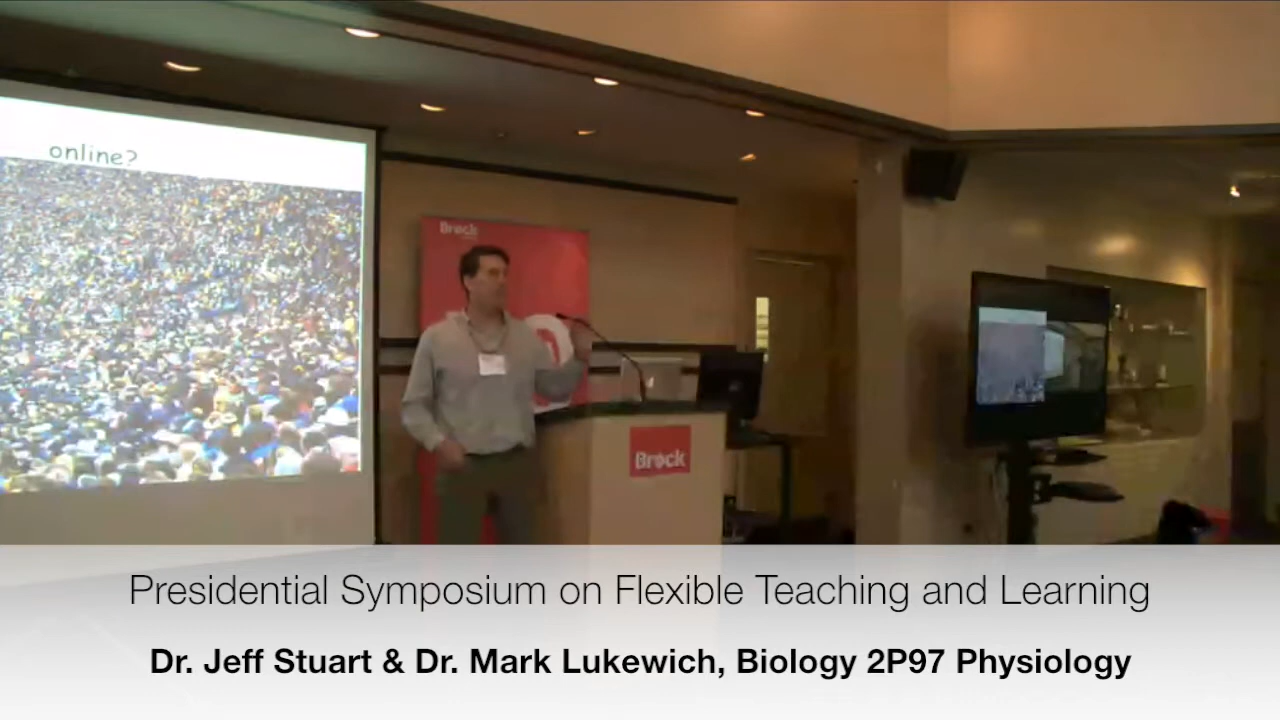 online?
Brock
Brock
Presidential Symposium on Flexible Teaching and Learning
Dr. Jeff Stuart & Dr. Mark Lukewich, Biology 2P97 Physiology